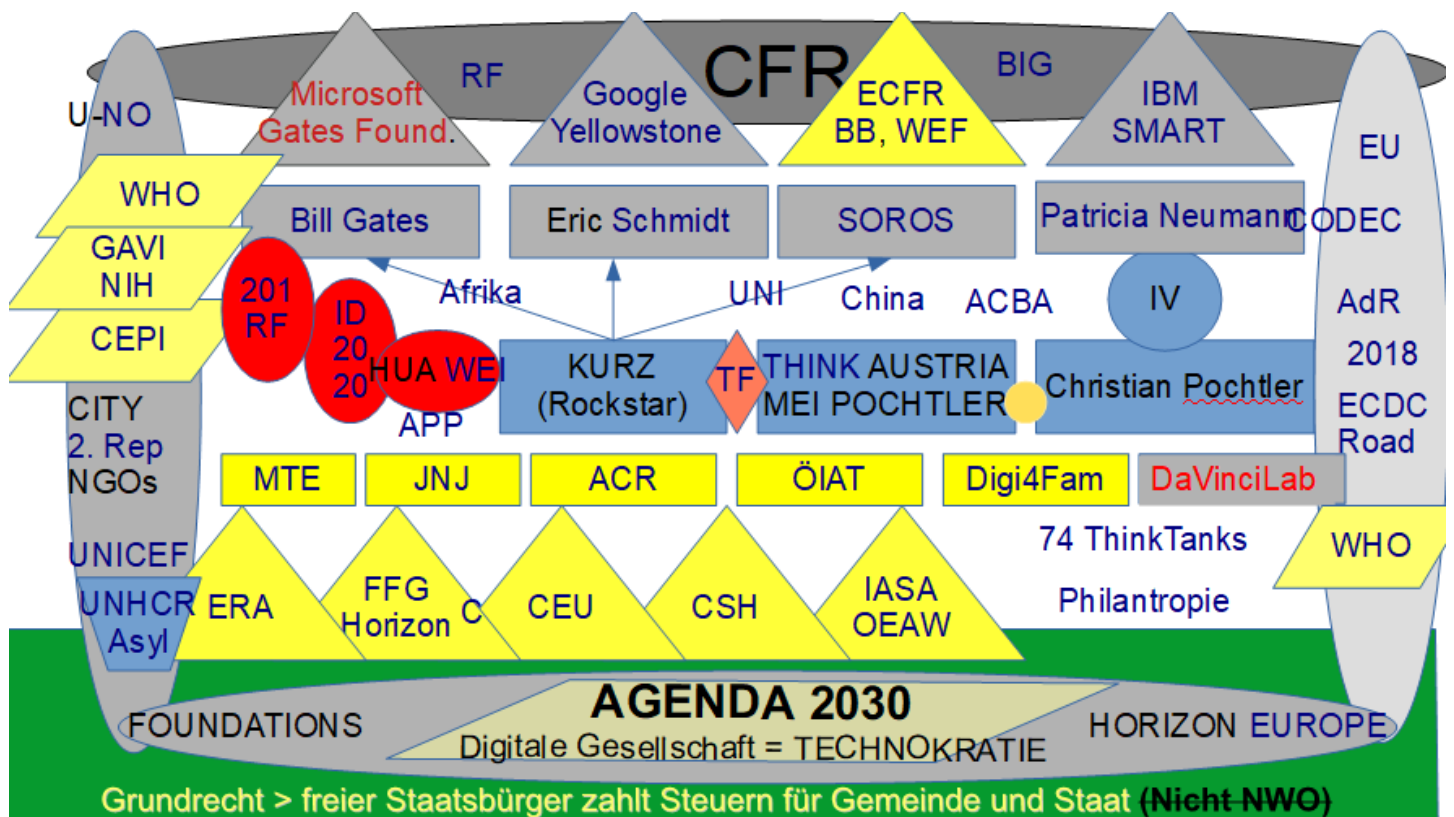 CFR
RF
BIG
U-NO
Microsoft
Gates Found.
Google
Yellowstone
ECFR
BB, WEF
IBM
SMART
EU
WHO
Bill Gates
Eric Schmidt
SOROS
Patricia Neumann
CODEC
GAVI
NIH
201
RF
ID
20
20
Afrika
UNI
China
ACBA
IV
AdR
CEPI
HUA WEI
KURZ
(Rockstar)
TF
THINK AUSTRIA
MEI POCHTLER
Christian Pochtler
2018
ECDC
Road
CITY
2. Rep
NGOs
APP
MTE
JNJ
ACR
ÖIAT
Digi4Fam
DaVinciLab
UNICEF
74 ThinkTanks
WHO
UNHCR
Asyl
ERA
FFG
Horizon
C
CEU
CSH
IASA
OEAW
Philantropie
FOUNDATIONS
AGENDA 2030
Digitale Gesellschaft = TECHNOKRATIE
HORIZON EUROPE
Grundrecht > freier Staatsbürger zahlt Steuern für Gemeinde und Staat (Nicht NWO)